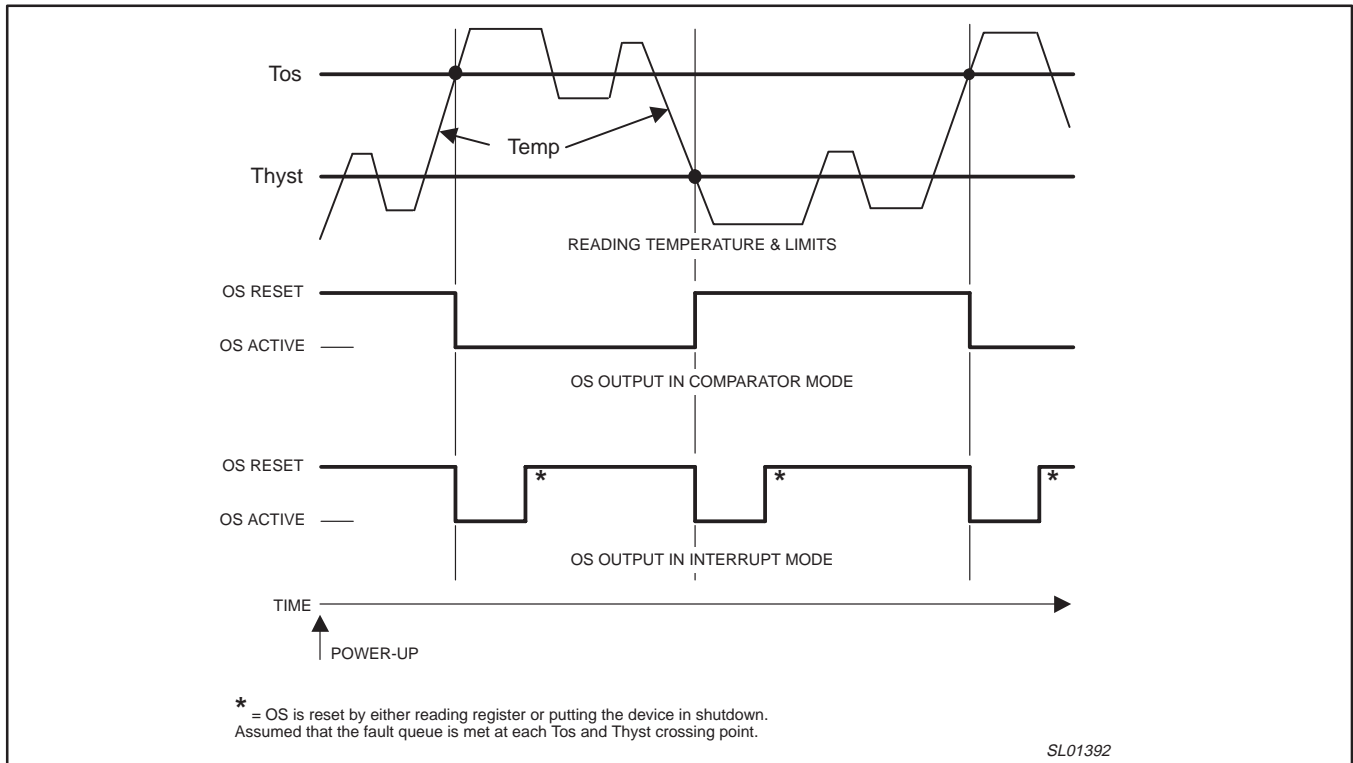 Tos
Temp
Thyst
READING TEMPERATURE & LIMITS
OS RESET
OS ACTIVE
OS OUTPUT IN COMPARATOR MODE
OS RESET
*
*
*
OS ACTIVE
OS OUTPUT IN INTERRUPT MODE
TIME
POWER-UP
* = OS is reset by either reading register or putting the device in shutdown.
Assumed that the fault queue is met at each Tos and Thyst crossing point.
SL01392